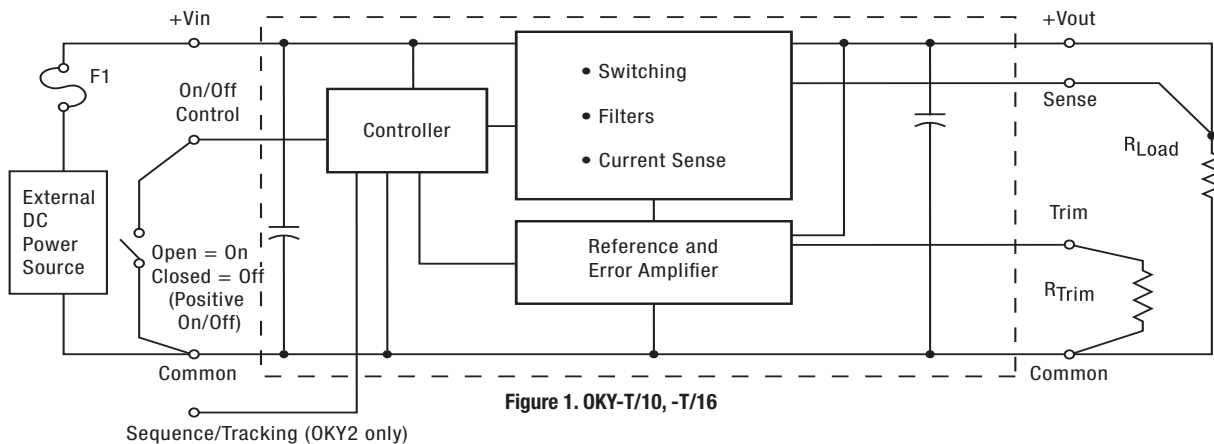 +Vin
+Vout
F1
On/Off
Control
• Switching
• Filters
• Current Sense
Controller
Sense
RLoad
External
DC
Power
Source
Open = On
Closed = Off
(Positive
On/Off)
Reference and
Error Amplifier
Trim
RTrim
Common
Common
Figure 1. OKY-T/10, -T/16
Sequence/Tracking (OKY2 only)